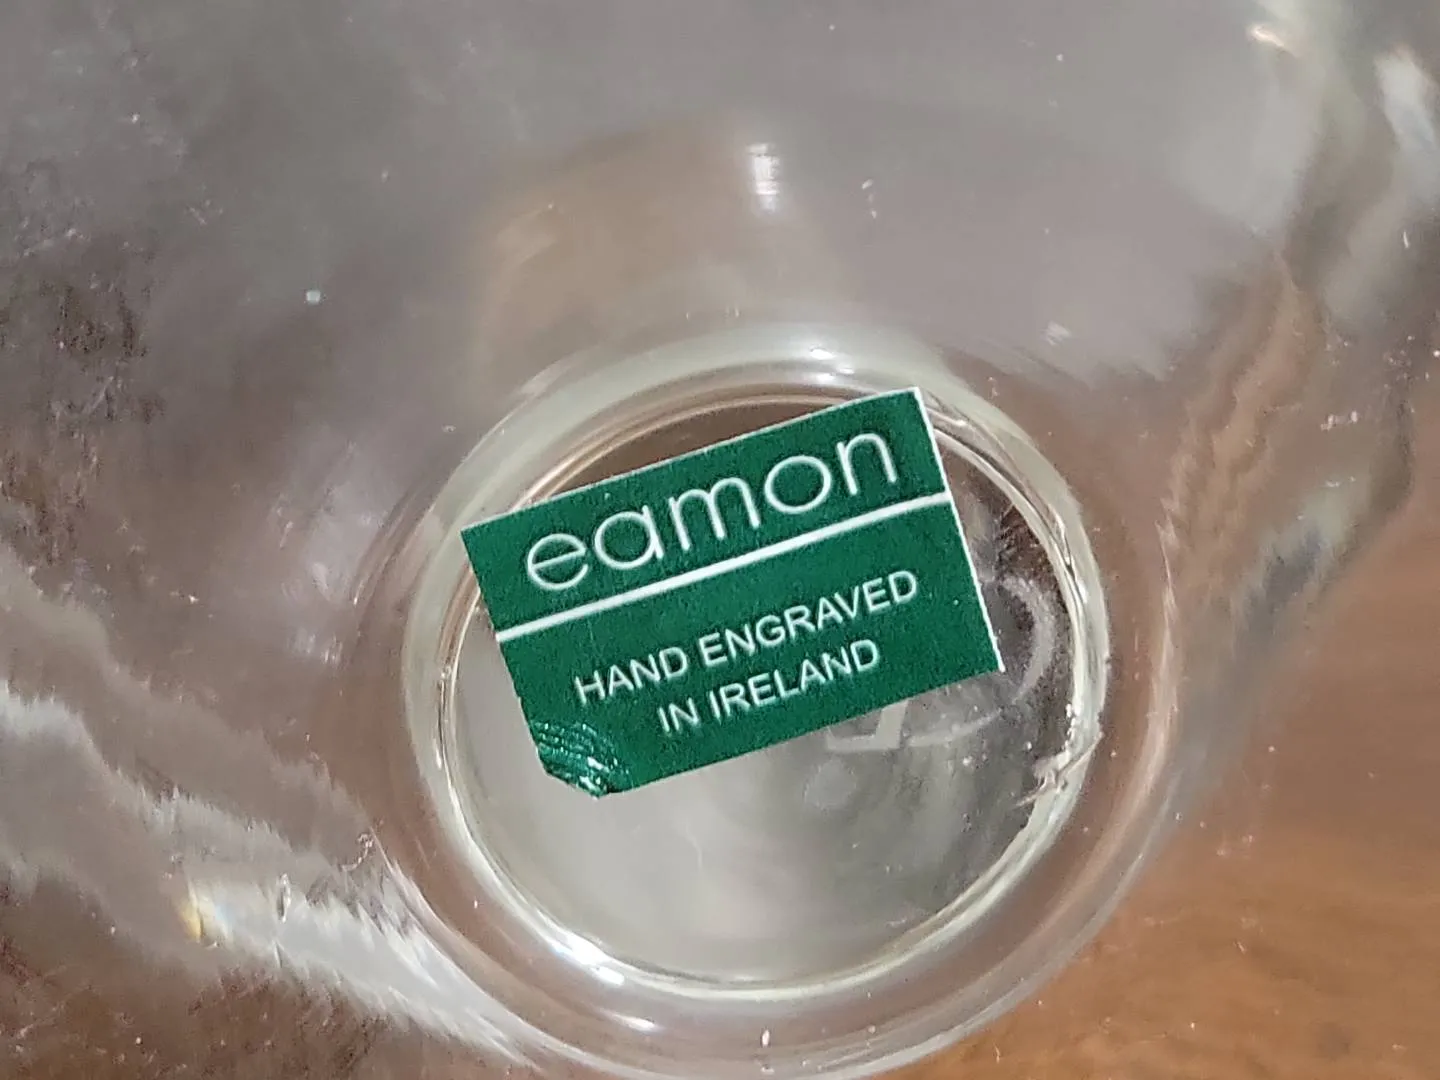 eamon
HAND ENGRAVED
IN IRELAND